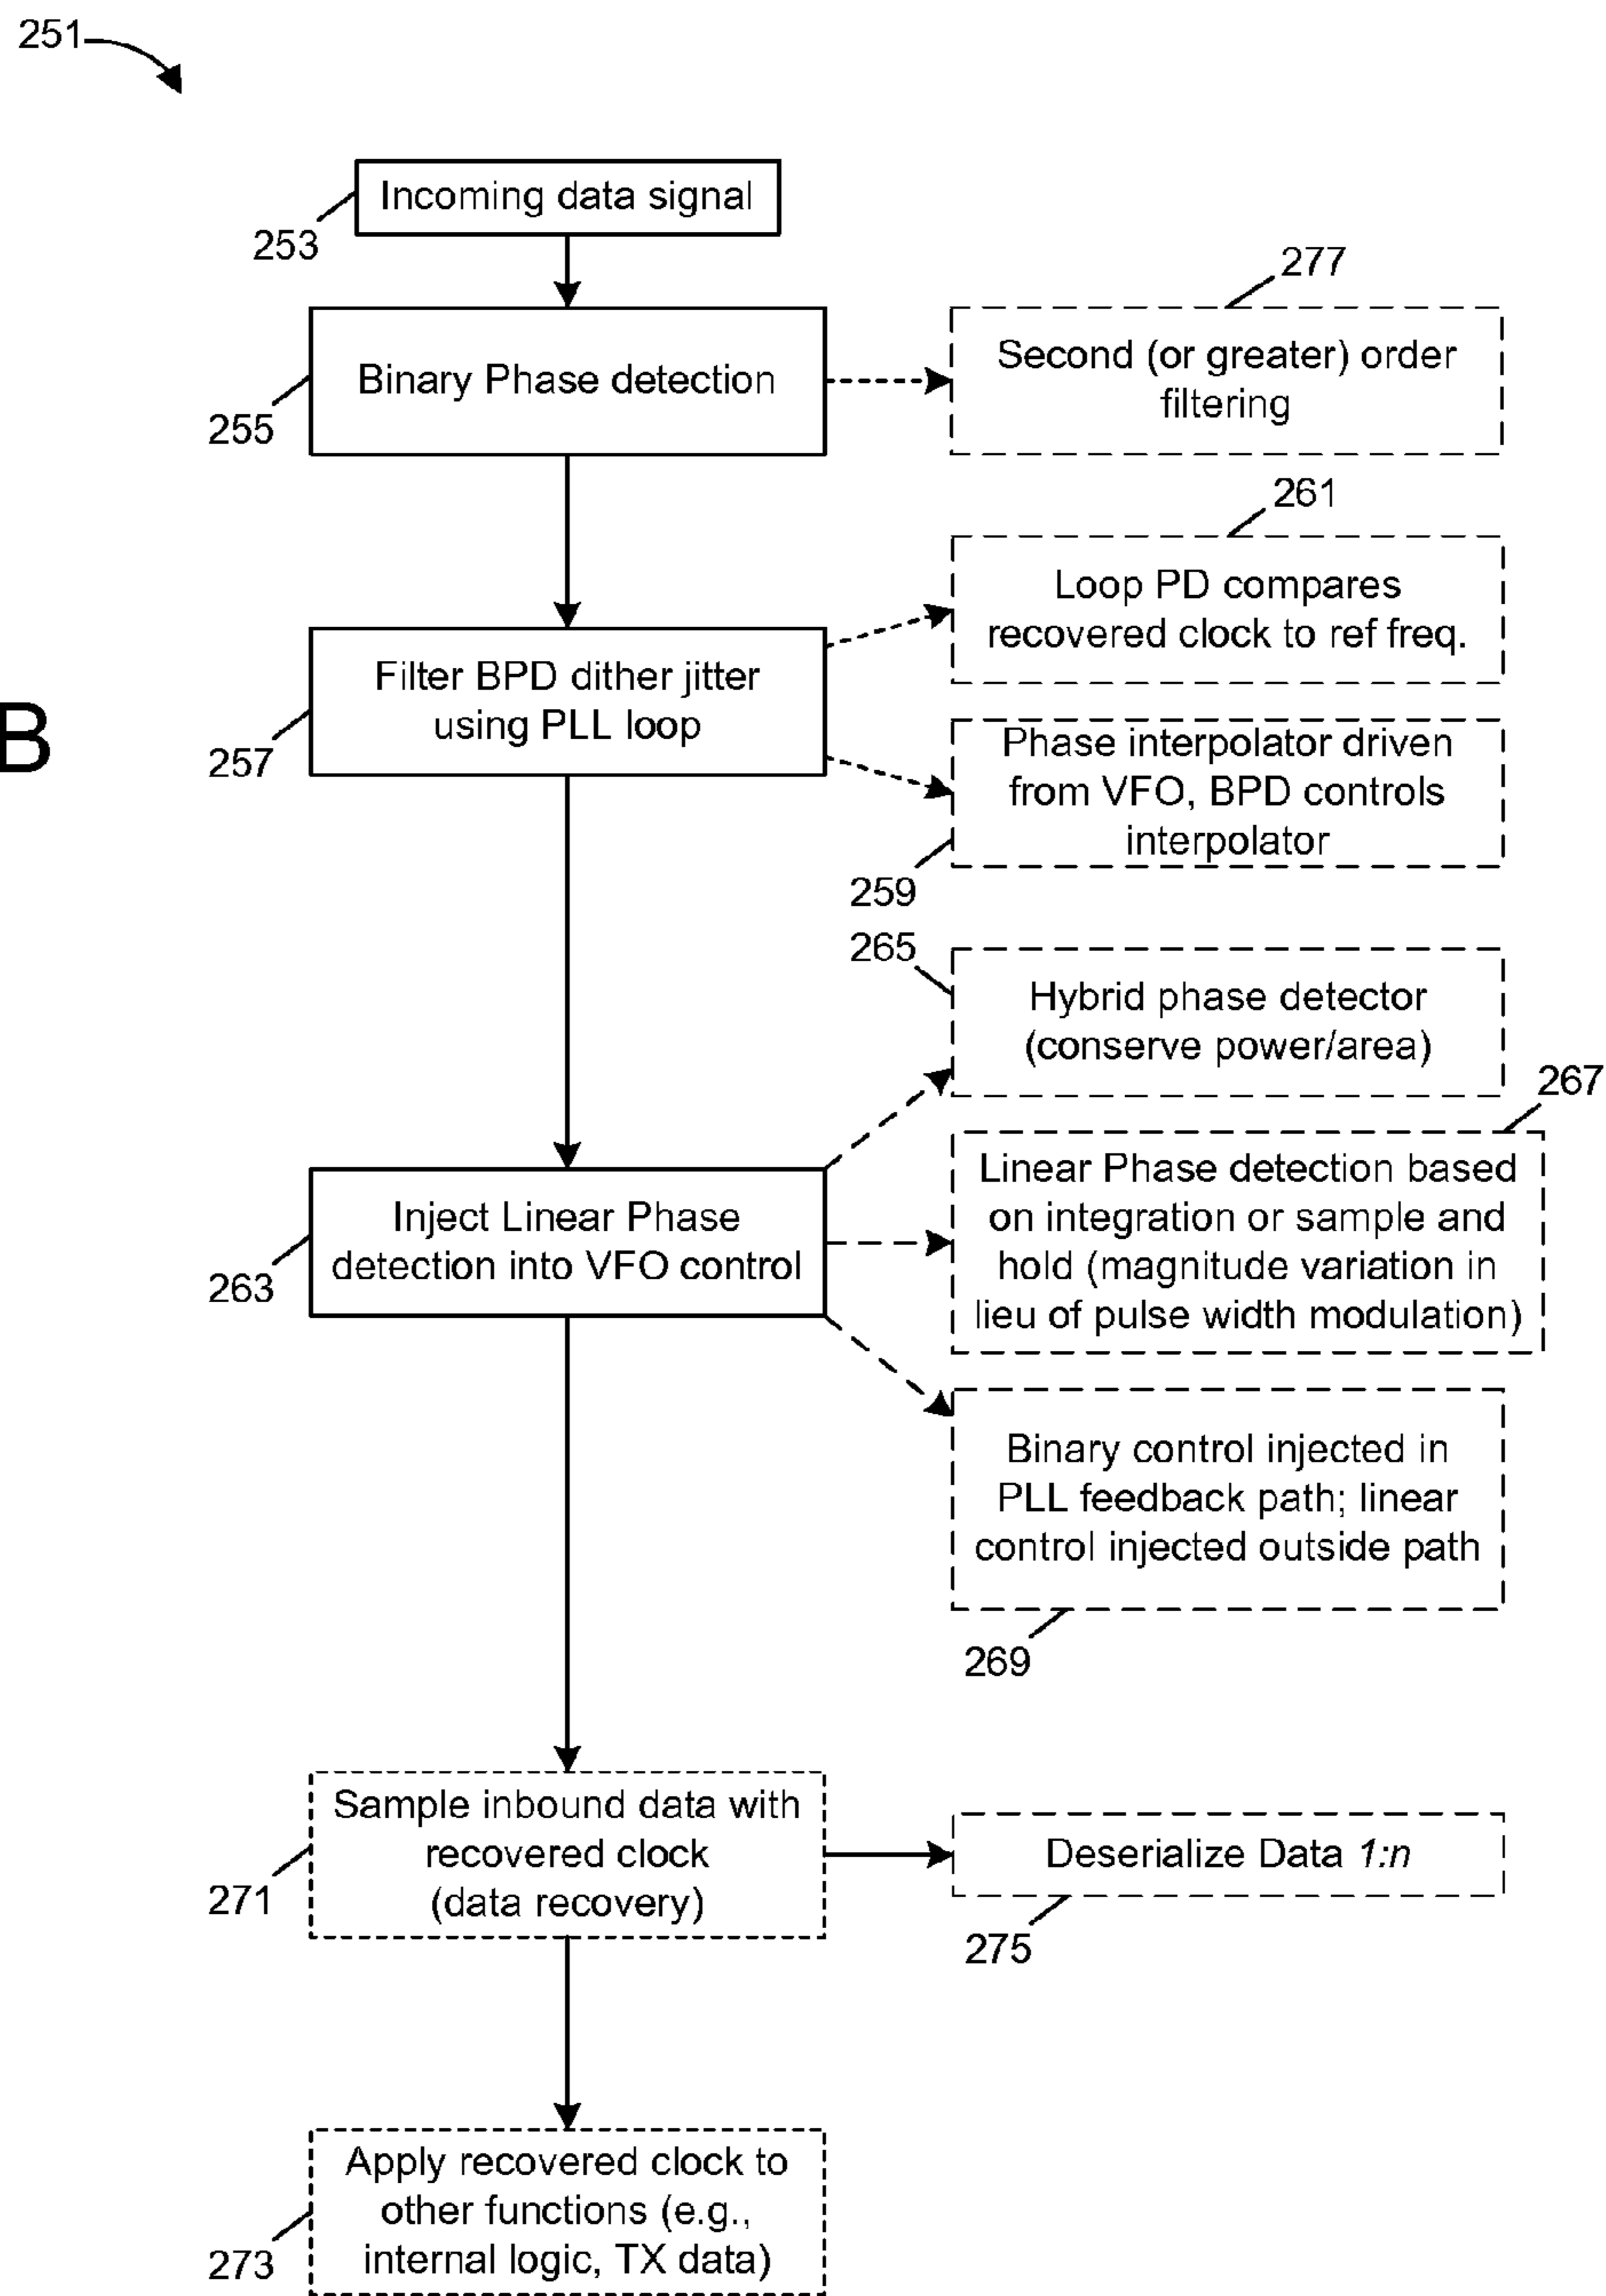 251
Incoming data signal
253
277
Binary Phase detection
255
Second (or greater) order
filtering
261
Loop PD compares
recovered clock to ref freq.
Filter BPD dither jitter
using PLL loop
257
B
Phase interpolator driven
from VFO, BPD controls
interpolator
259
265
Hybrid phase detector
(conserve power/area)
267
Inject Linear Phase
detection into VFO control
263
Linear Phase detection based
on integration or sample and
hold (magnitude variation in
lieu of pulse width modulation)
Binary control injected in
PLL feedback path; linear
control injected outside path
269
Sample inbound data with
recovered clock
(data recovery)
271
Deserialize Data 1:n
275
Apply recovered clock to
other functions (e.g.,
internal logic, TX data)
273